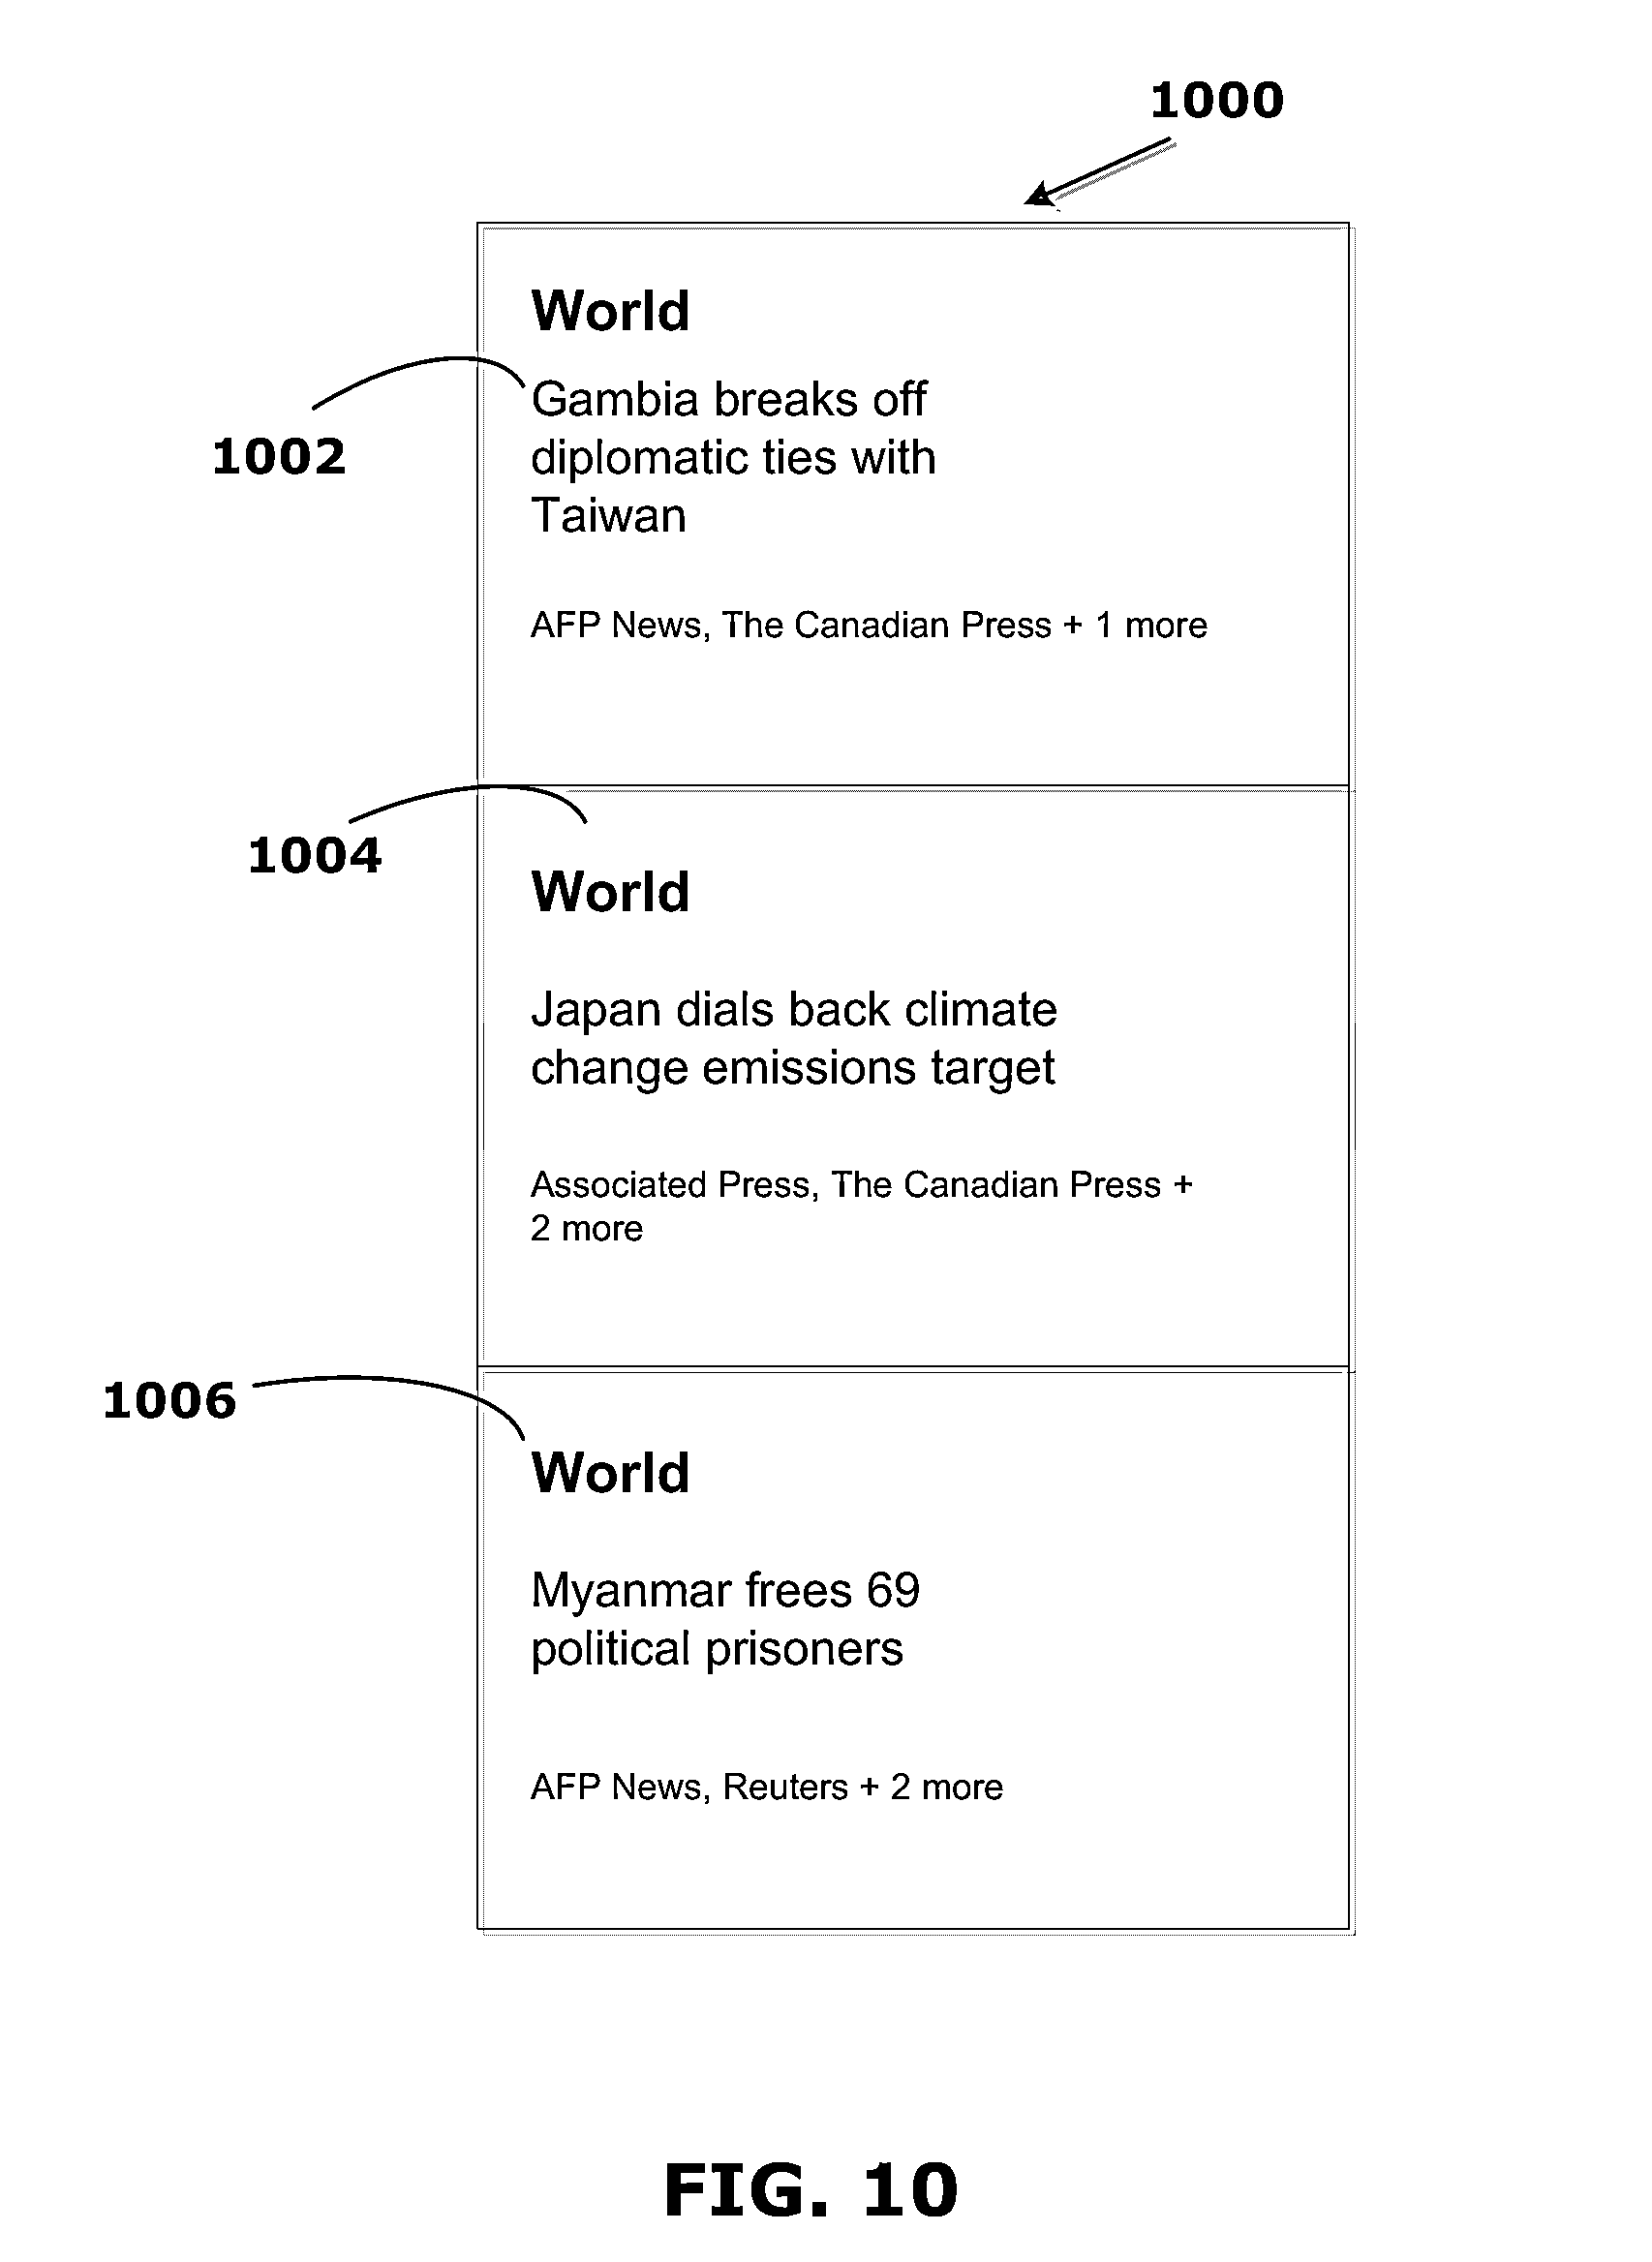 1000
World
1002
Gambia breaks off
diplomatic ties with
Taiwan
AFP News, The Canadian Press + 1 more
1004
World
Japan dials back climate
change emissions target
Associated Press, The Canadian Press +
2 more
1006
World
Myanmar frees 69
political prisoners
AFP News, Reuters + 2 more
FIG. 10